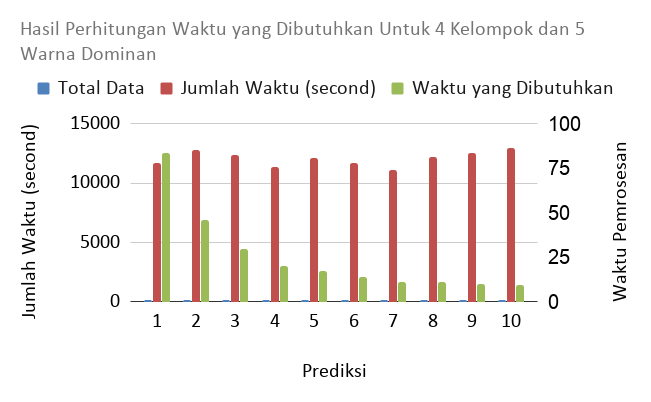 Hasil Perhitungan Waktu yang Dibutuhkan Untuk 4 Kelompok dan 5
Warna Dominan
Total Data Jumlah Waktu (second) Waktu yang Dibutuhkan
Jumlah Waktu (second)
15000
10000
5000
0
100
75
50
25
0
Waktu Pemrosesan
1 2 3 4 5 6 7 8 9 10
Prediksi